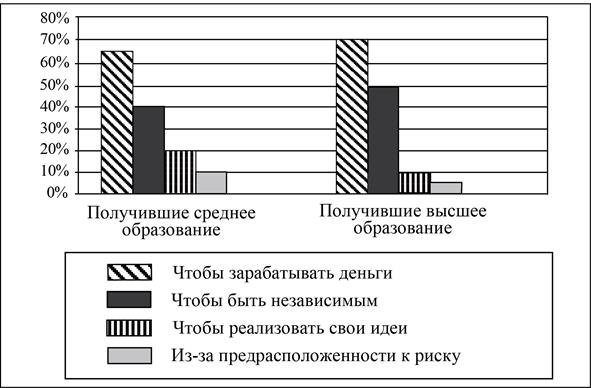 80%
70%
60%
50%
40%
30%
20%
10%
0%
Получившие среднее
образование
Получившие высшее
образование
Чтобы зарабатывать деньги
Чтобы быть независимым
Чтобы реализовать свои идеи
Из-за предрасположенности к риску